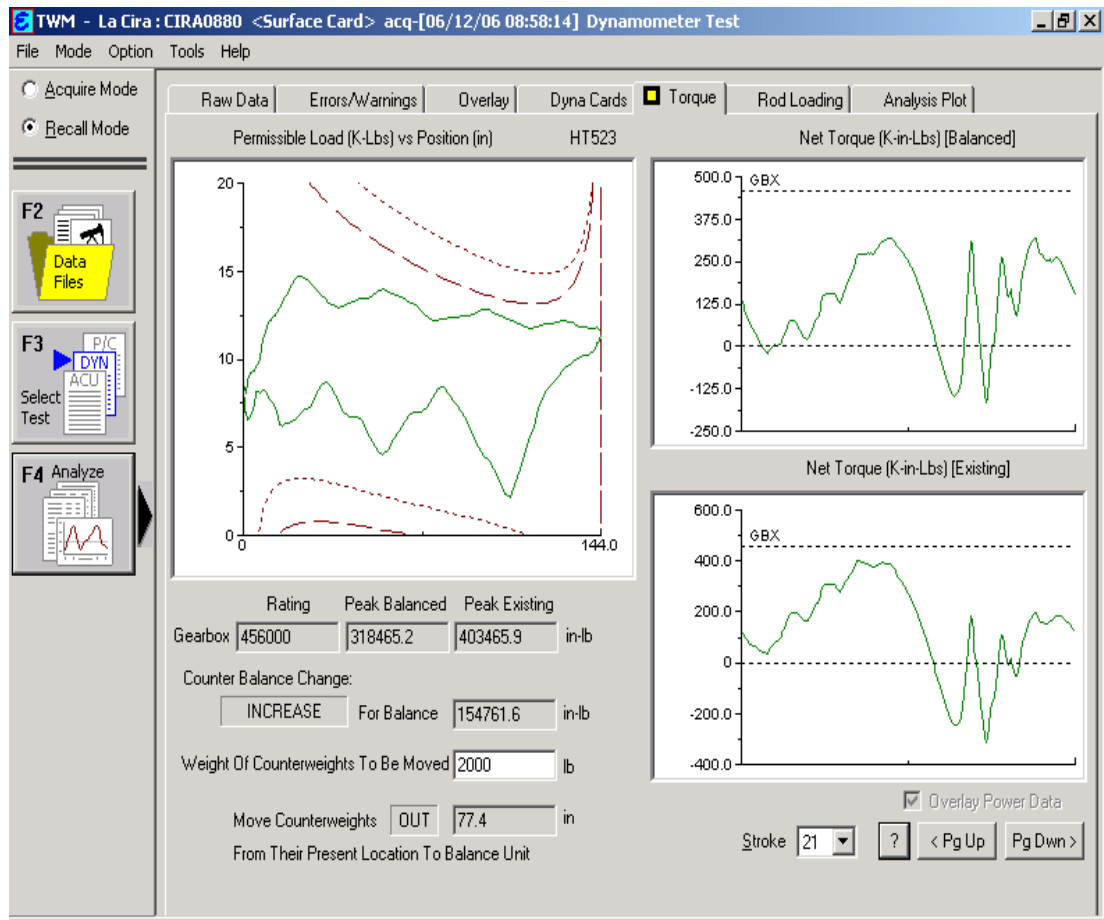 TWM - La Cira : CIRA0880 <Surface Card> acq-[06/12/06 08:58:14] Dynamometer Test
File Mode Option Tools Help
Acquire Mode
Recall Mode
F2
Data Files
F3
P/C
DYN
ACU
Select Test
F4 Analyze
Raw Data Errors/Warnings Overlay Dyna Cards Torque Rod Loading Analysis Plot
Permissible Load (K-Lbs) vs Position (in) HT523
20
15
10
5
0
0 144.0
Net Torque (K-in-Lbs) [Balanced]
500.0
GBX
375.0
250.0
125.0
0
-125.0
-250.0
Net Torque (K-in-Lbs) [Existing]
600.0
GBX
400.0
200.0
0
-200.0
-400.0
Rating Peak Balanced Peak Existing
Gearbox 456000 318465.2 403465.9 in-lb
Counter Balance Change:
INCREASE For Balance 154761.6 in-lb
Weight Of Counterweights To Be Moved 2000 lb
Move Counterweights OUT 77.4 in
From Their Present Location To Balance Unit
Overlay Power Data
Stroke 21 ? < Pg Up Pg Dwn >